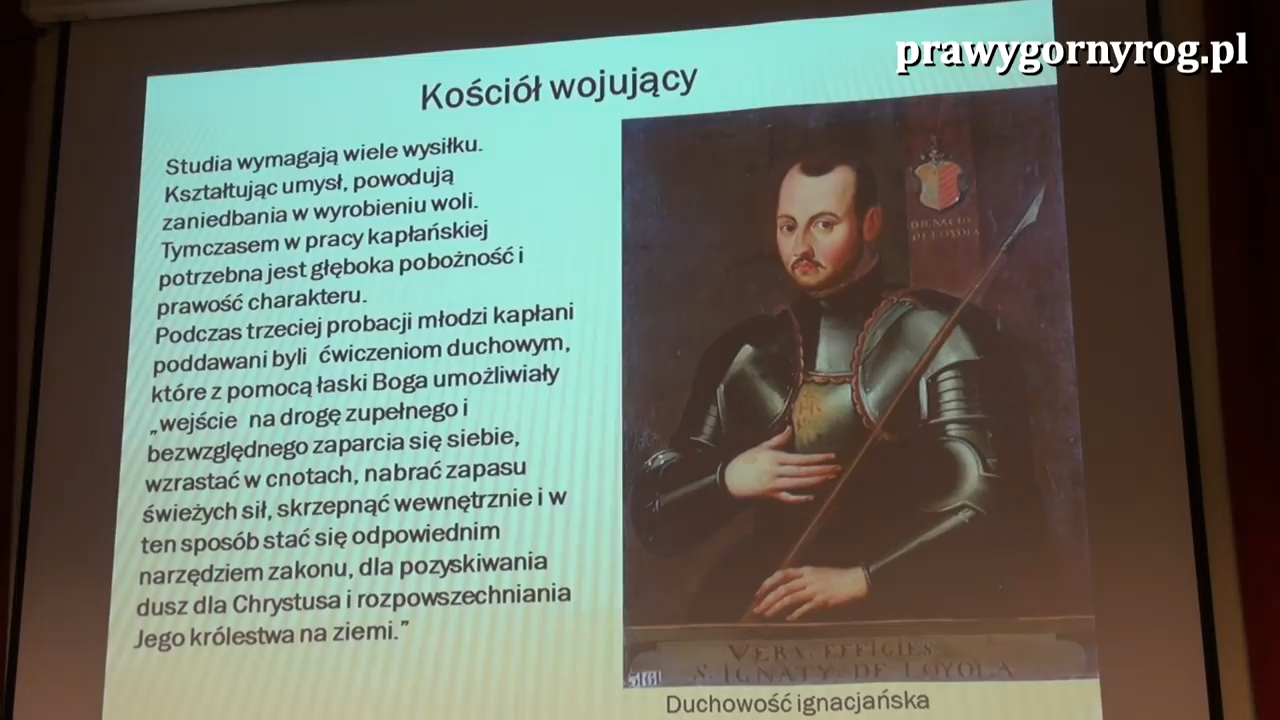 prawygornyrog.pl
Kościół wojujący
Studia wymagają wiele wysiłku.
Kształtując umysł, powodują
zaniedbania w wyrobieniu woli.
Tymczasem w pracy kapłańskiej
potrzebna jest głęboka pobożność i
prawość charakteru.
Podczas trzeciej probacji młodzi kapłani
poddawani byli ćwiczeniom duchowym,
które z pomocą łaski Boga umożliwiały
„wejście na drogę zupełnego i
bezwzględnego zaparcia się siebie,
wzrastać w cnotach, nabrać zapasu
świeżych sił, skrzepnąć wewnętrznie i w
ten sposób stać się odpowiednim
narzędziem zakonu, dla pozyskiwania
dusz dla Chrystusa i rozpowszechniania
Jego królestwa na ziemi.”
DIGNACIO
DE LOYOLA
VERA EFFIGIES
S. IGNATY DE LOYOLA
Duchowość ignacjańska